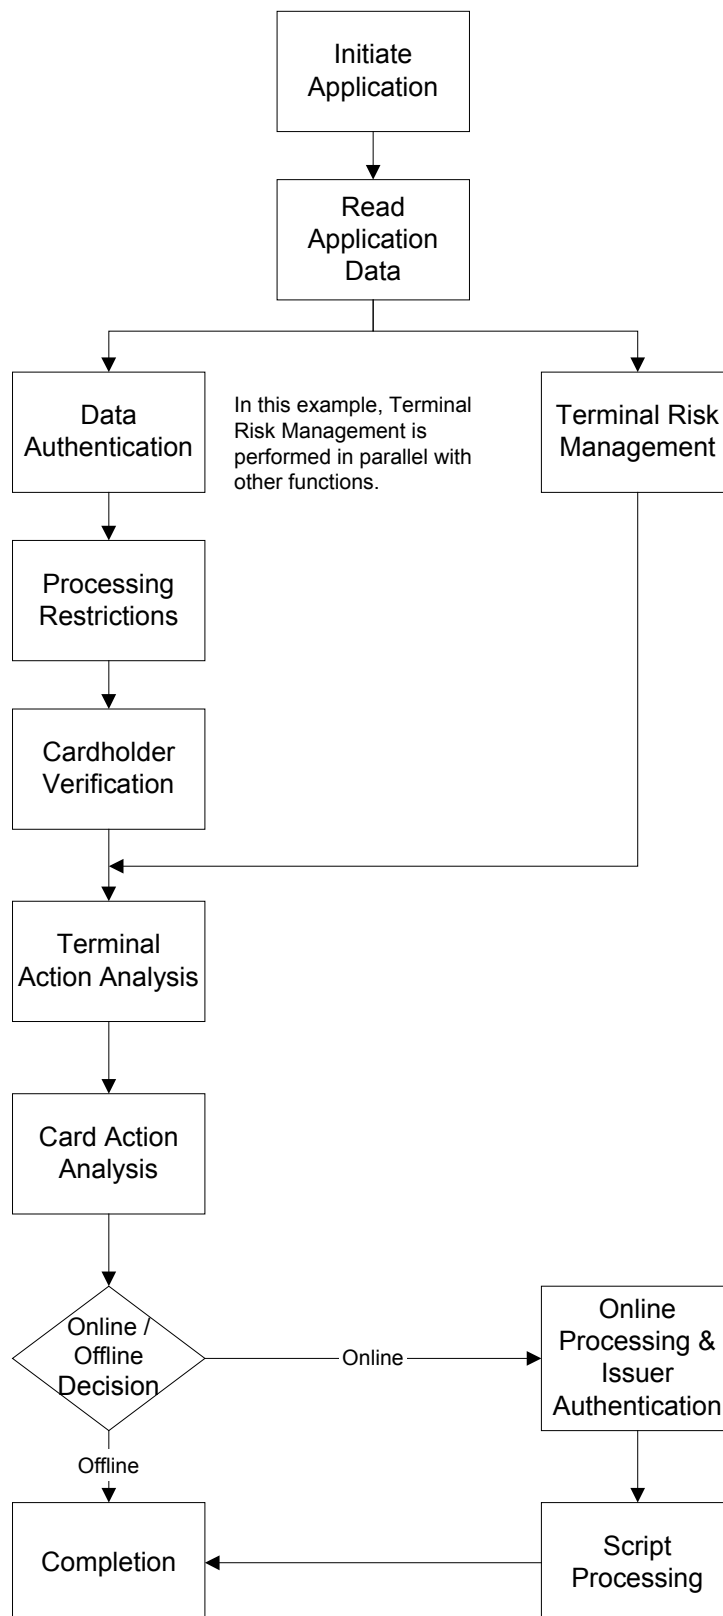 Initiate
Application
Read
Application
Data
Data
Authentication
In this example, Terminal
Risk Management is
performed in parallel with
other functions.
Terminal Risk
Management
Processing
Restrictions
Cardholder
Verification
Terminal
Action Analysis
Card Action
Analysis
Online /
Offline
Decision
Online
Online
Processing &
Issuer
Authentication
Offline
Completion
Script
Processing